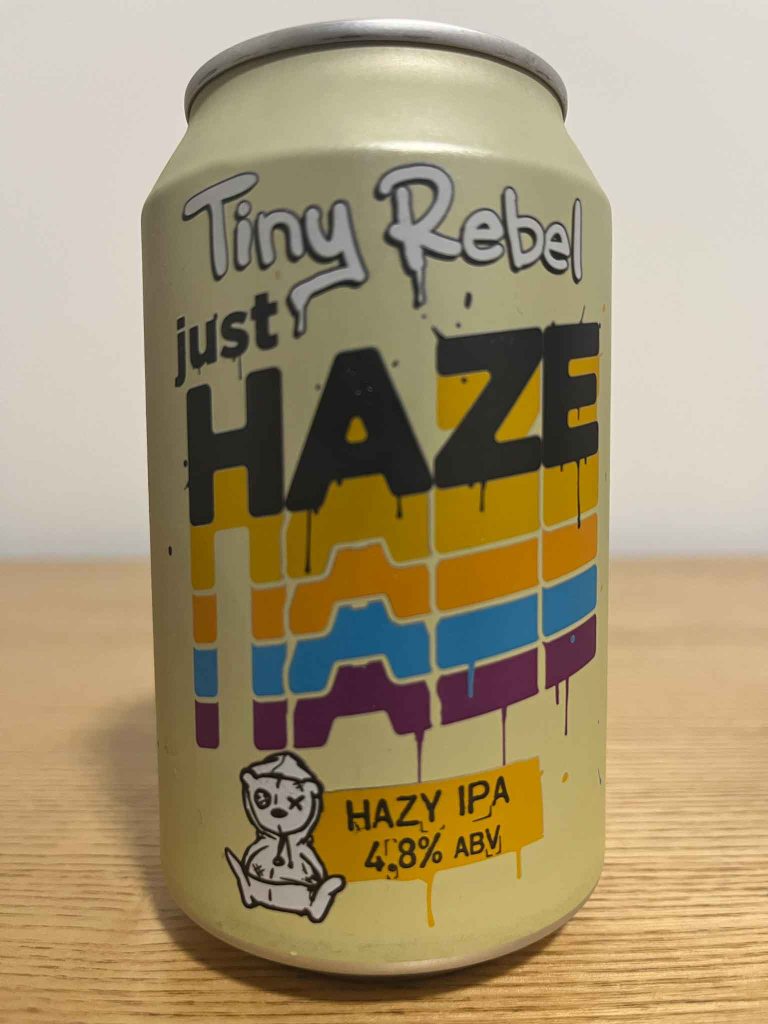 Tiny Rebel
just
HAZE
HAZY IPA
4.8% ABV